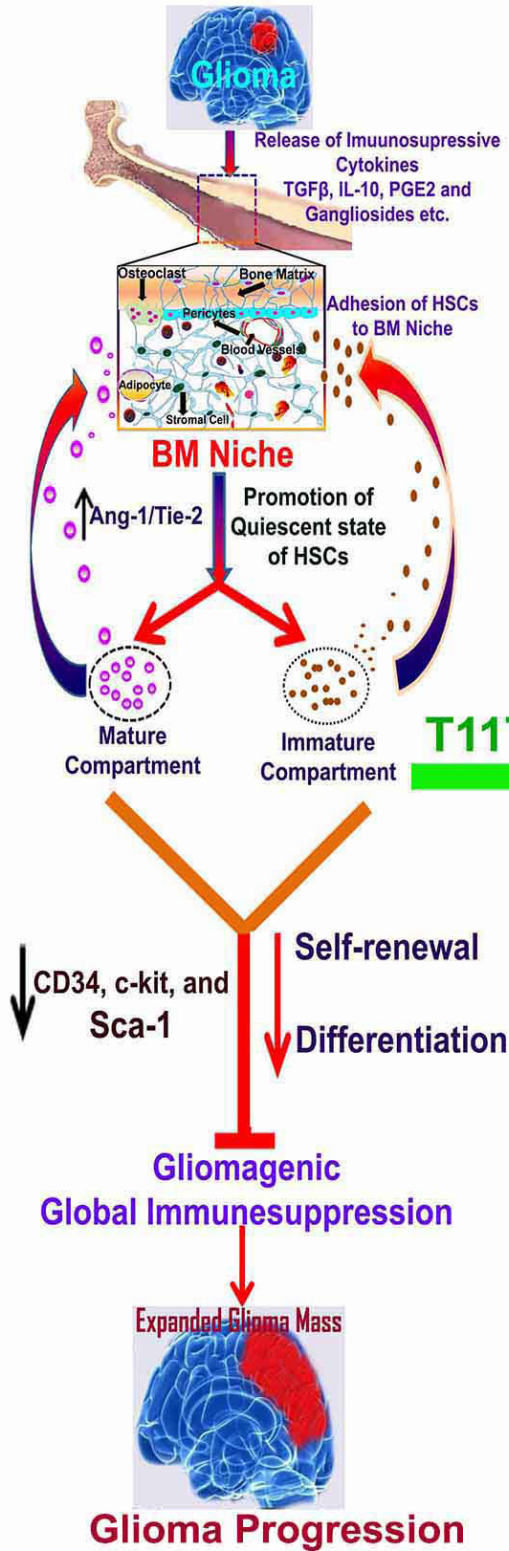 Glioma
Release of Imuunosupressive
Cytokines
TGFβ, IL-10, PGE2 and
Gangliosides etc.
Osteoclast
Bone Matrix
Pericytes
Blood Vessels
Adipocyte
Stromal Cell
Adhesion of HSCs
to BM Niche
BM Niche
Ang-1/Tie-2
Promotion of
Quiescent state
of HSCs
Mature
Compartment
Immature
Compartment
T11T
CD34, c-kit, and
Sca-1
Self-renewal
Differentiation
Gliomagenic
Global Immunesuppression
Expanded Glioma Mass
Glioma Progression